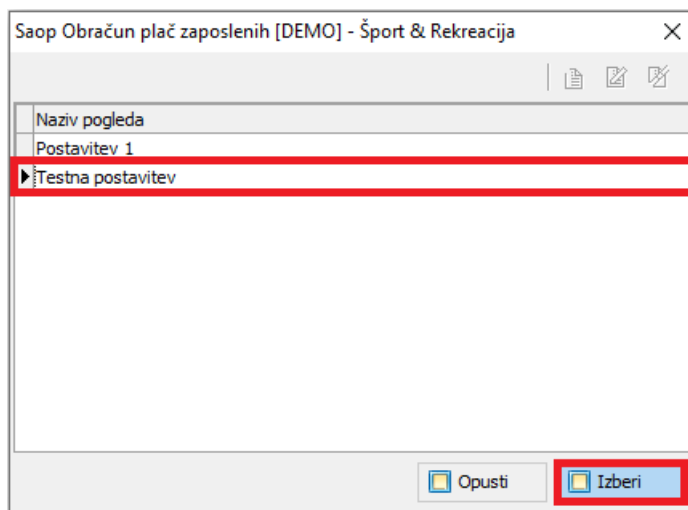 Saop Obračun plač zaposlenih [DEMO] - Šport & Rekreacija
Naziv pogleda
Postavitev 1
Testna postavitev
Opusti
Izberi